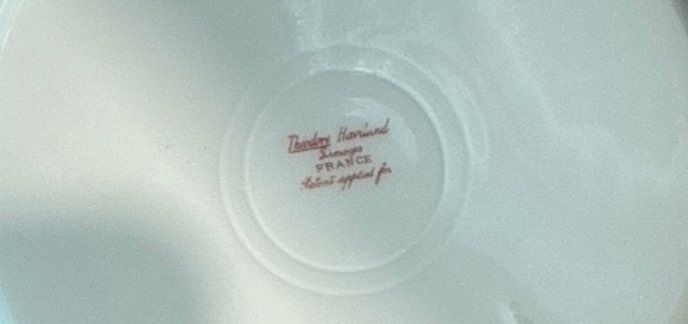 Theodore Haviland
Limoges
FRANCE
Patent applied for